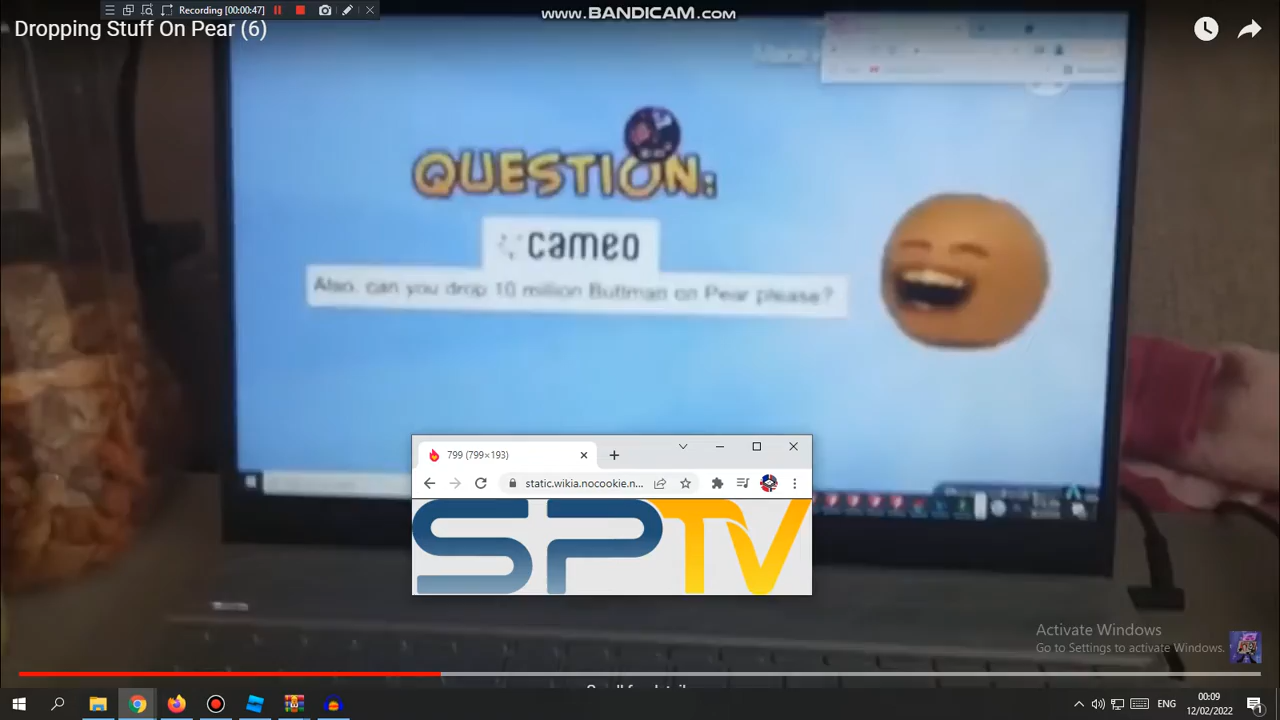 Recording [00:00:47]
www.BANDICAM.com
Dropping Stuff On Pear (6)
QUESTION:
cameo
Also, can you drop 10 million Buttman on Pear please?
799 (799×193)
static.wikia.nocookie.n...
SPTV
Activate Windows
Go to Settings to activate Windows.
ENG
00:09
12/02/2022
1